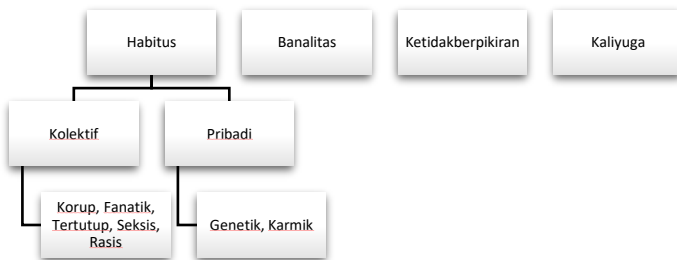 Habitus
Banalitas
Ketidakberpikiran
Kaliyuga
Kolektif
Pribadi
Korup, Fanatik,
Tertutup, Seksis,
Rasis
Genetik, Karmik